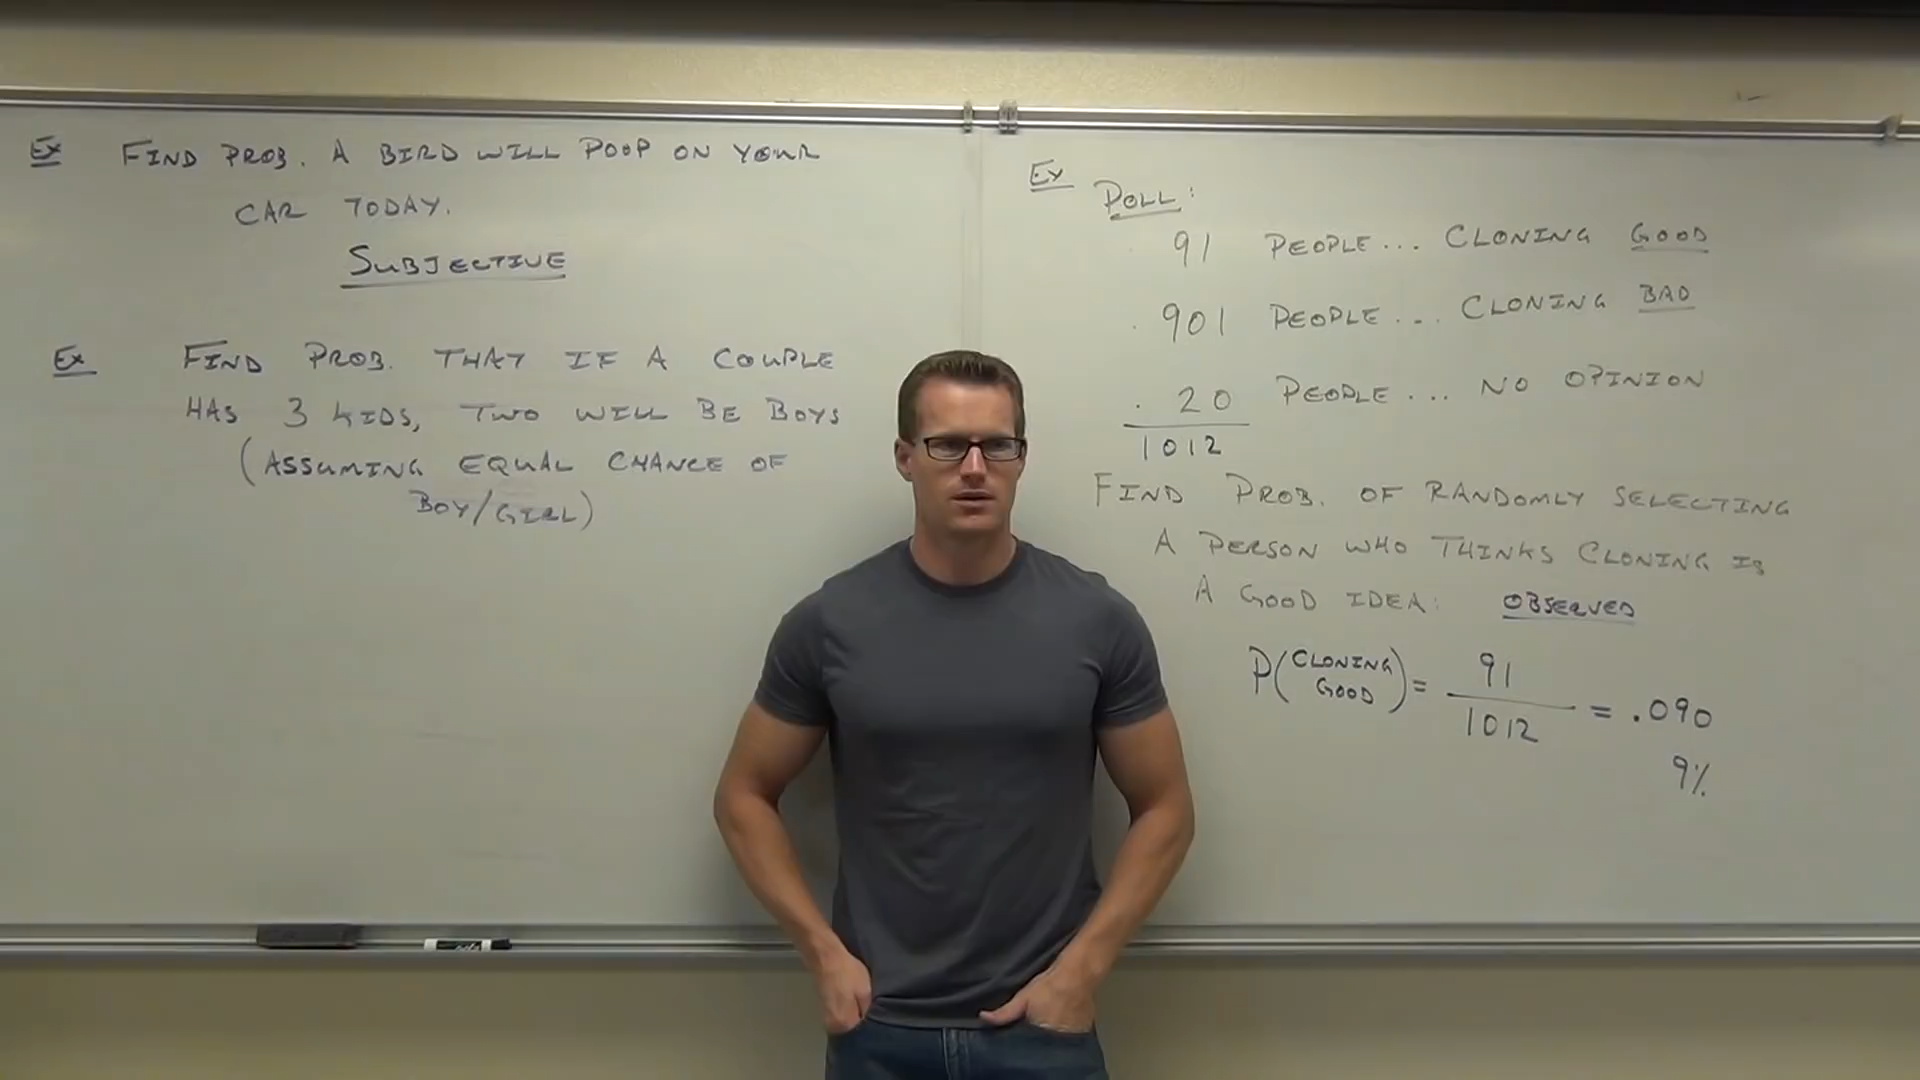 Ex FIND PROB. A BIRD WILL POOP ON YOUR
CAR TODAY.
SUBJECTIVE
Ex FIND PROB. THAT IF A COUPLE
HAS 3 KIDS, TWO WILL BE BOYS
(ASSUMING EQUAL CHANCE OF
BOY/GIRL)
Ex POLL:
91 PEOPLE... CLONING GOOD
901 PEOPLE... CLONING BAD
20 PEOPLE... NO OPINION
1012
FIND PROB. OF RANDOMLY SELECTING
A PERSON WHO THINKS CLONING IS
A GOOD IDEA: OBSERVED
P(CLONING GOOD) = 91/1012 = .090
9%